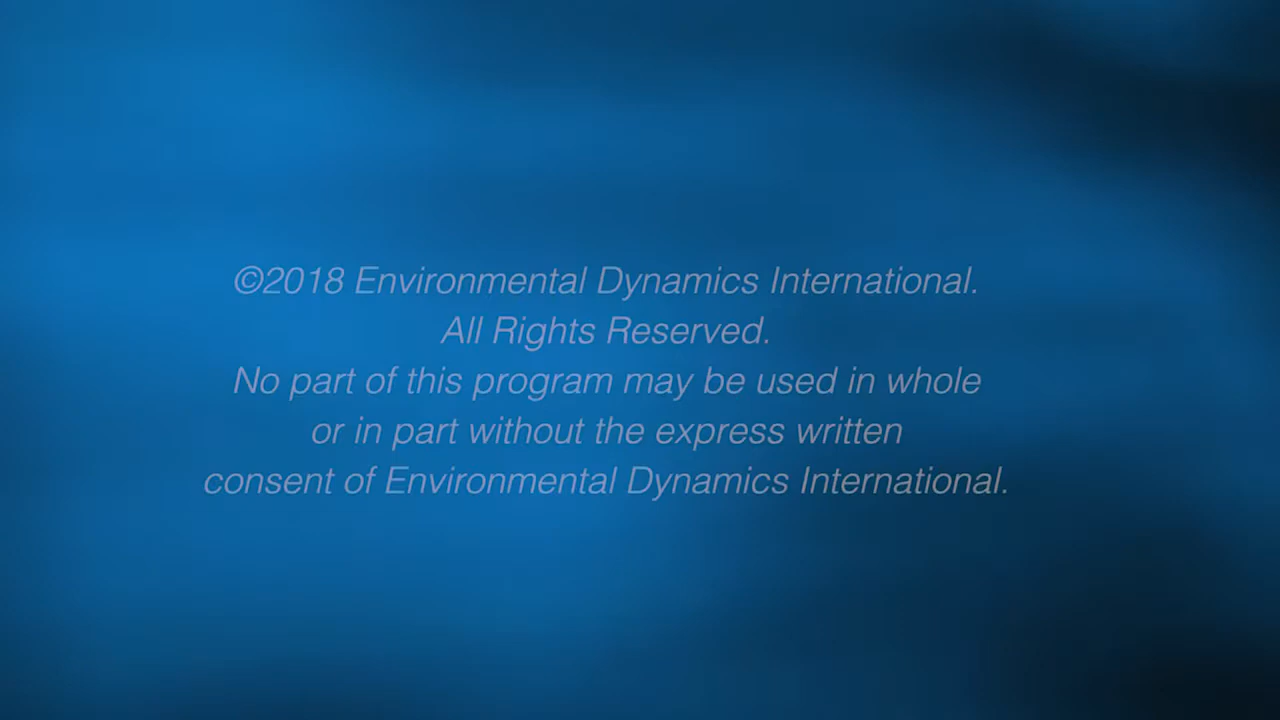 ©2018 Environmental Dynamics International.
All Rights Reserved.
No part of this program may be used in whole
or in part without the express written
consent of Environmental Dynamics International.